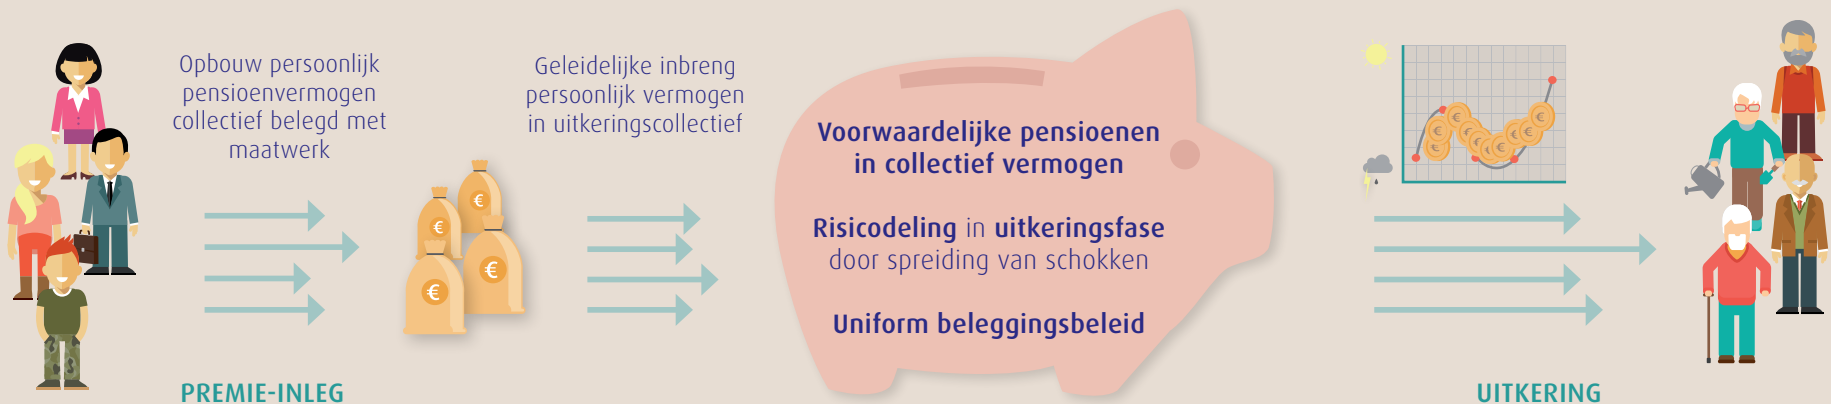 Opbouw persoonlijk
pensioenvermogen
collectief belegd met
maatwerk
Geleidelijke inbreng
persoonlijk vermogen
in uitkeringscollectief
Voorwaardelijke pensioenen
in collectief vermogen
Risicodeling in uitkeringsfase
door spreiding van schokken
Uniform beleggingsbeleid
PREMIE-INLEG
UITKERING